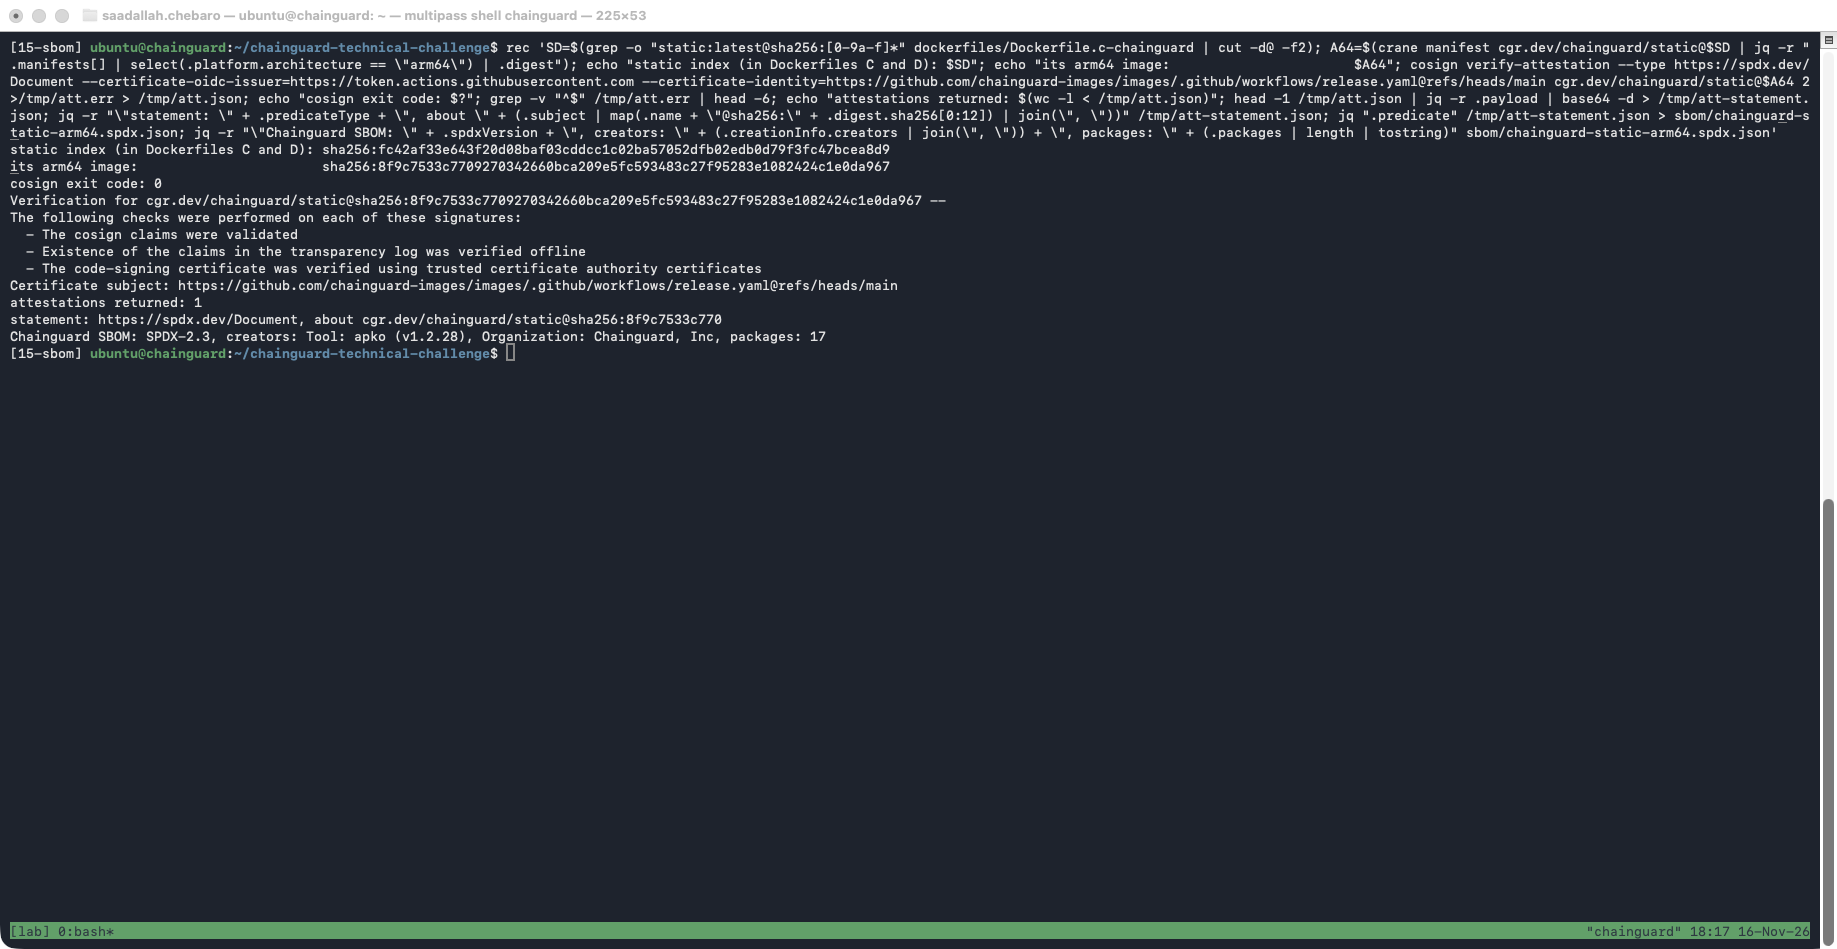 saadallah.chebaro — ubuntu@chainguard: ~ — multipass shell chainguard — 225×53
[15-sbom] ubuntu@chainguard:~/chainguard-technical-challenge$ rec 'SD=$(grep -o "static:latest@sha256:[0-9a-f]*" dockerfiles/Dockerfile.c-chainguard | cut -d@ -f2); A64=$(crane manifest cgr.dev/chainguard/static@$SD | jq -r "
.manifests[] | select(.platform.architecture == \"arm64\") | .digest"); echo "static index (in Dockerfiles C and D): $SD"; echo "its arm64 image:                       $A64"; cosign verify-attestation --type https://spdx.dev/
Document --certificate-oidc-issuer=https://token.actions.githubusercontent.com --certificate-identity=https://github.com/chainguard-images/images/.github/workflows/release.yaml@refs/heads/main cgr.dev/chainguard/static@$A64 2
>/tmp/att.err > /tmp/att.json; echo "cosign exit code: $?"; grep -v "^$" /tmp/att.err | head -6; echo "attestations returned: $(wc -l < /tmp/att.json)"; head -1 /tmp/att.json | jq -r .payload | base64 -d > /tmp/att-statement.
json; jq -r "\"statement: \" + .predicateType + \", about \" + (.subject | map(.name + \"@sha256:\" + .digest.sha256[0:12]) | join(\", \"))" /tmp/att-statement.json; jq ".predicate" /tmp/att-statement.json > sbom/chainguard-s
tatic-arm64.spdx.json; jq -r "\"Chainguard SBOM: \" + .spdxVersion + \", creators: \" + (.creationInfo.creators | join(\", \")) + \", packages: \" + (.packages | length | tostring)" sbom/chainguard-static-arm64.spdx.json'
static index (in Dockerfiles C and D): sha256:fc42af33e643f20d08baf03cddcc1c02ba57052dfb02edb0d79f3fc47bcea8d9
its arm64 image:                       sha256:8f9c7533c7709270342660bca209e5fc593483c27f95283e1082424c1e0da967
cosign exit code: 0
Verification for cgr.dev/chainguard/static@sha256:8f9c7533c7709270342660bca209e5fc593483c27f95283e1082424c1e0da967 --
The following checks were performed on each of these signatures:
  - The cosign claims were validated
  - Existence of the claims in the transparency log was verified offline
  - The code-signing certificate was verified using trusted certificate authority certificates
Certificate subject: https://github.com/chainguard-images/images/.github/workflows/release.yaml@refs/heads/main
attestations returned: 1
statement: https://spdx.dev/Document, about cgr.dev/chainguard/static@sha256:8f9c7533c770
Chainguard SBOM: SPDX-2.3, creators: Tool: apko (v1.2.28), Organization: Chainguard, Inc, packages: 17
[15-sbom] ubuntu@chainguard:~/chainguard-technical-challenge$
[lab] 0:bash* "chainguard" 18:17 16-Nov-26